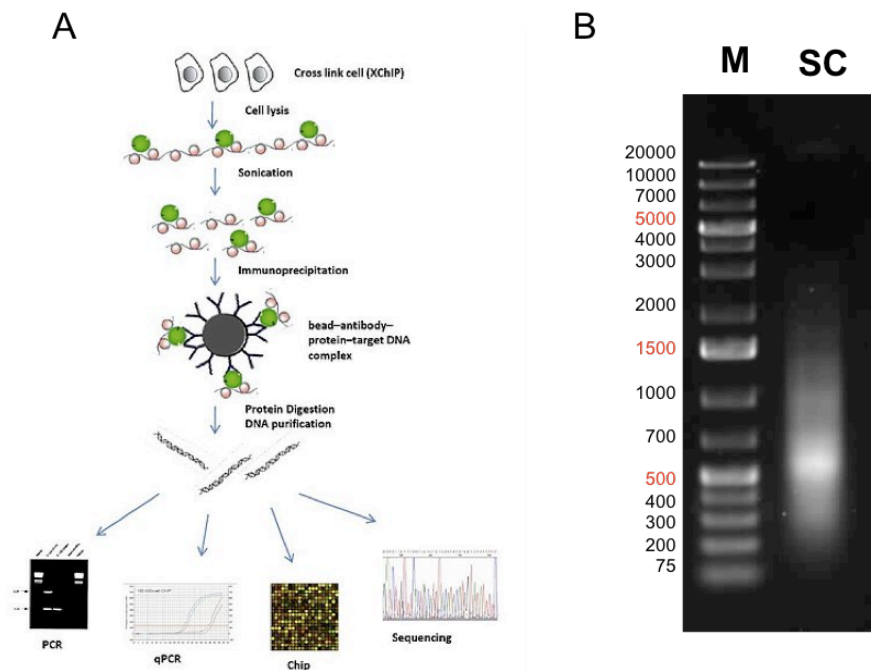 A
Cross link cell (XChIP)
Cell lysis
Sonication
Immunoprecipitation
bead–antibody–
protein–target DNA
complex
Protein Digestion
DNA purification
PCR
qPCR
Chip
Sequencing
B
M SC
20000
10000
7000
5000
4000
3000
2000
1500
1000
700
500
400
300
200
75